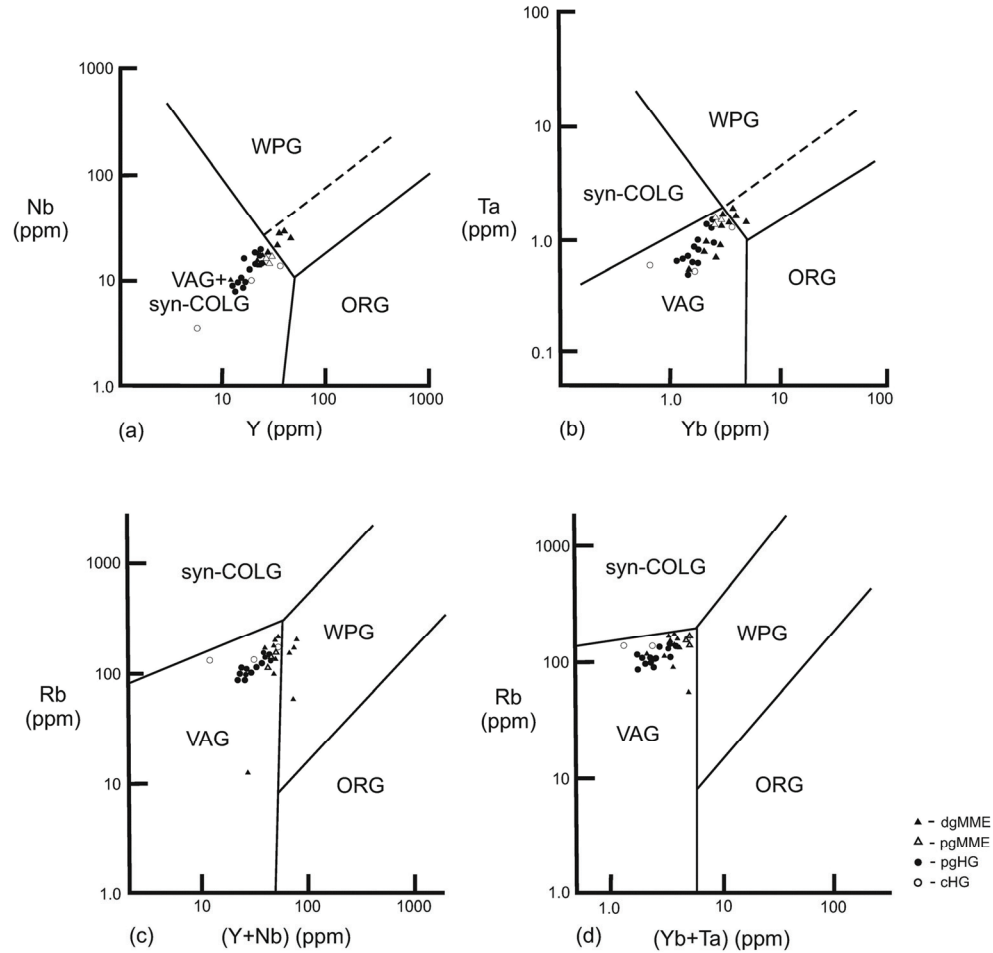 1000
WPG
100
Nb
(ppm)
VAG+
10
syn-COLG
ORG
1.0
10
100
1000
(a)
Y (ppm)
100
WPG
10
syn-COLG
Ta
(ppm)
1.0
VAG
ORG
0.1
1.0
10
100
(b)
Yb (ppm)
1000
syn-COLG
WPG
100
Rb
(ppm)
VAG
10
ORG
1.0
10
100
1000
(c)
(Y+Nb) (ppm)
1000
syn-COLG
WPG
100
Rb
(ppm)
VAG
10
ORG
1.0
1.0
10
100
(d)
(Yb+Ta) (ppm)
- dgMME
- pgMME
- pgHG
- cHG